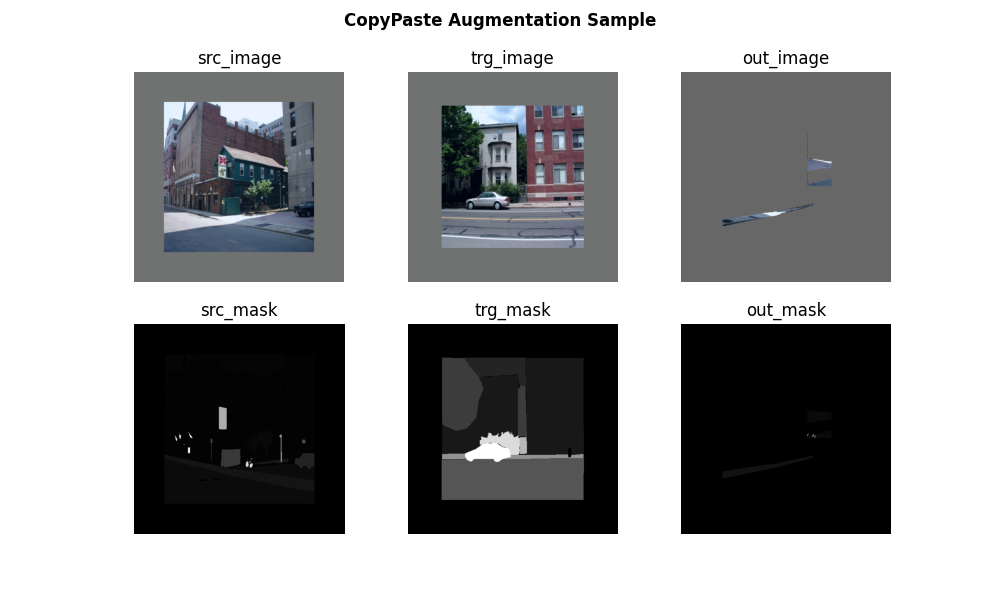 CopyPaste Augmentation Sample
src_image
trg_image
out_image
src_mask
trg_mask
out_mask